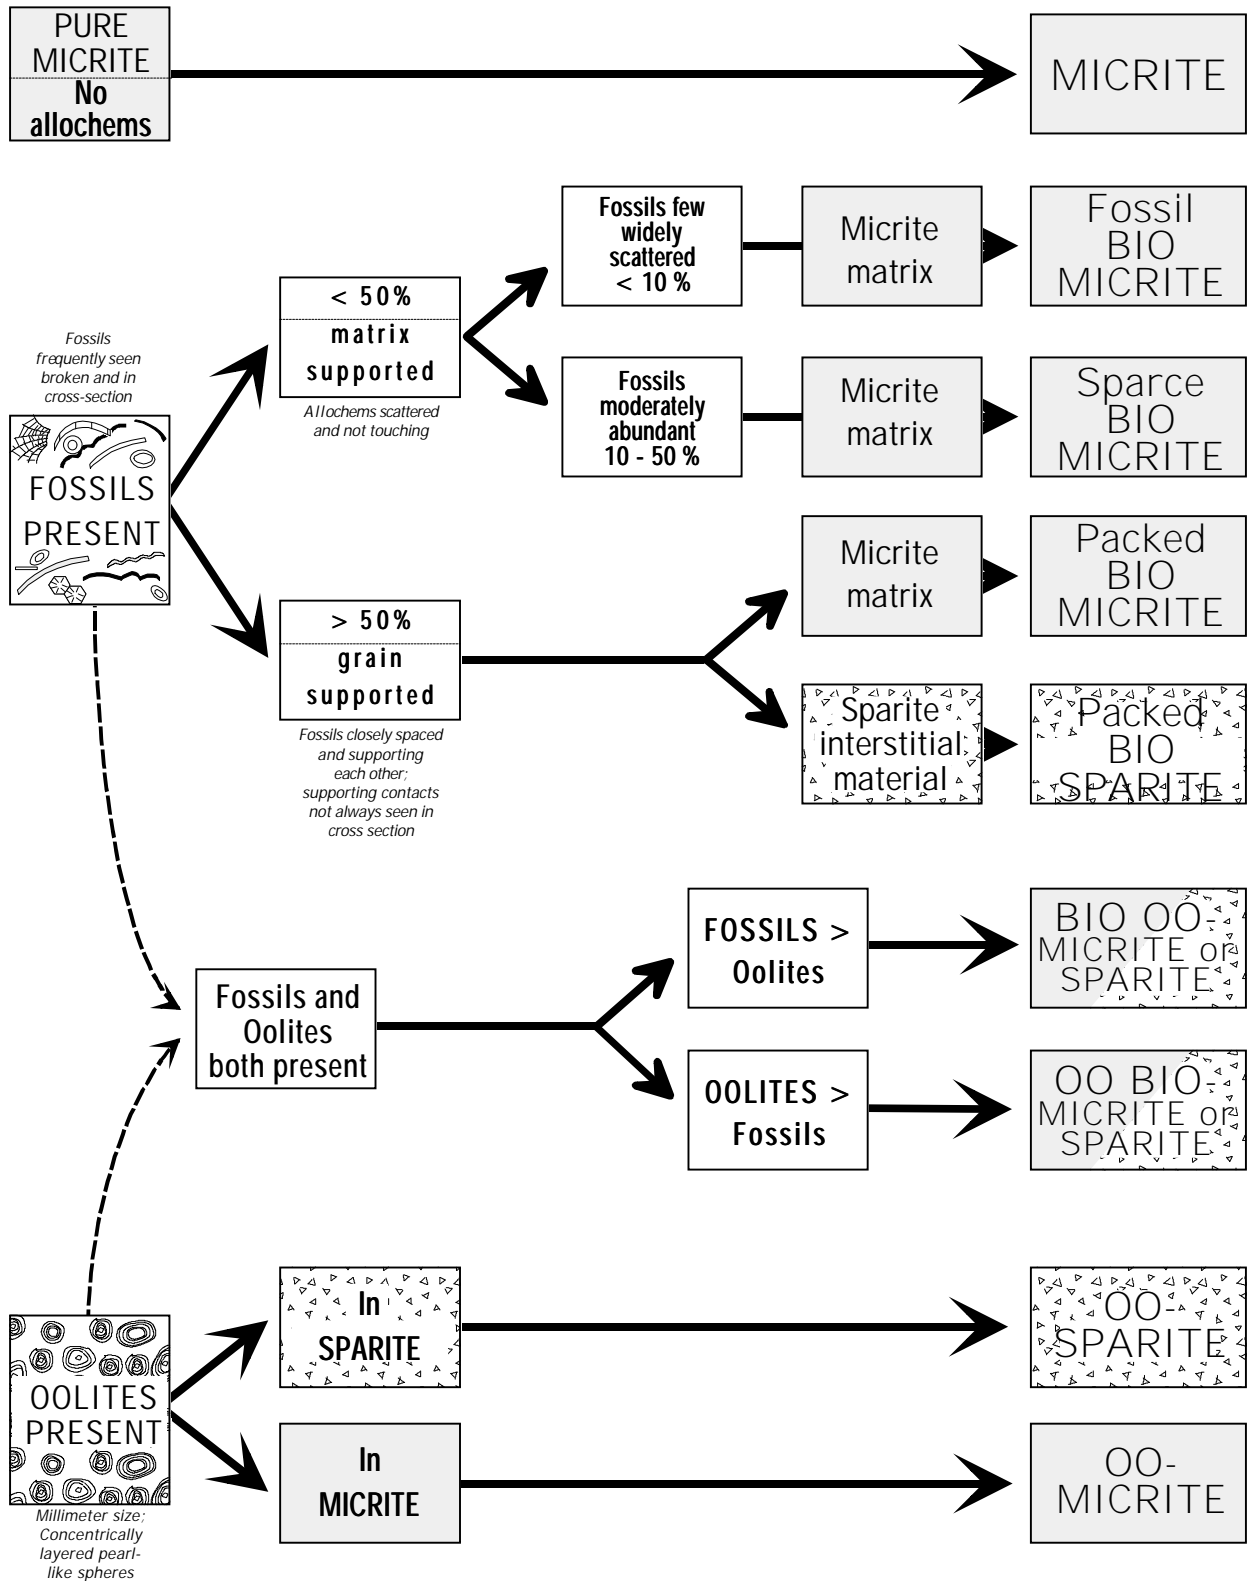 PURE
MICRITE
No
allochems
MICRITE
Fossils few
widely
scattered
< 10 %
Micrite
matrix
Fossil
BIO
MICRITE
< 50%
matrix
supported
Allochems scattered
and not touching
Fossils
moderately
abundant
10 - 50 %
Micrite
matrix
Sparce
BIO
MICRITE
Fossils
frequently seen
broken and in
cross-section
FOSSILS
PRESENT
> 50%
grain
supported
Fossils closely spaced
and supporting
each other;
supporting contacts
not always seen in
cross section
Micrite
matrix
Packed
BIO
MICRITE
Sparite
interstitial
material
Packed
BIO
SPARITE
Fossils and
Oolites
both present
FOSSILS >
Oolites
BIO OO-
MICRITE or
SPARITE
OOLITES >
Fossils
OO BIO-
MICRITE or
SPARITE
OOLITES
PRESENT
Millimeter size;
Concentrically
layered pearl-
like spheres
In
SPARITE
OO-
SPARITE
In
MICRITE
OO-
MICRITE